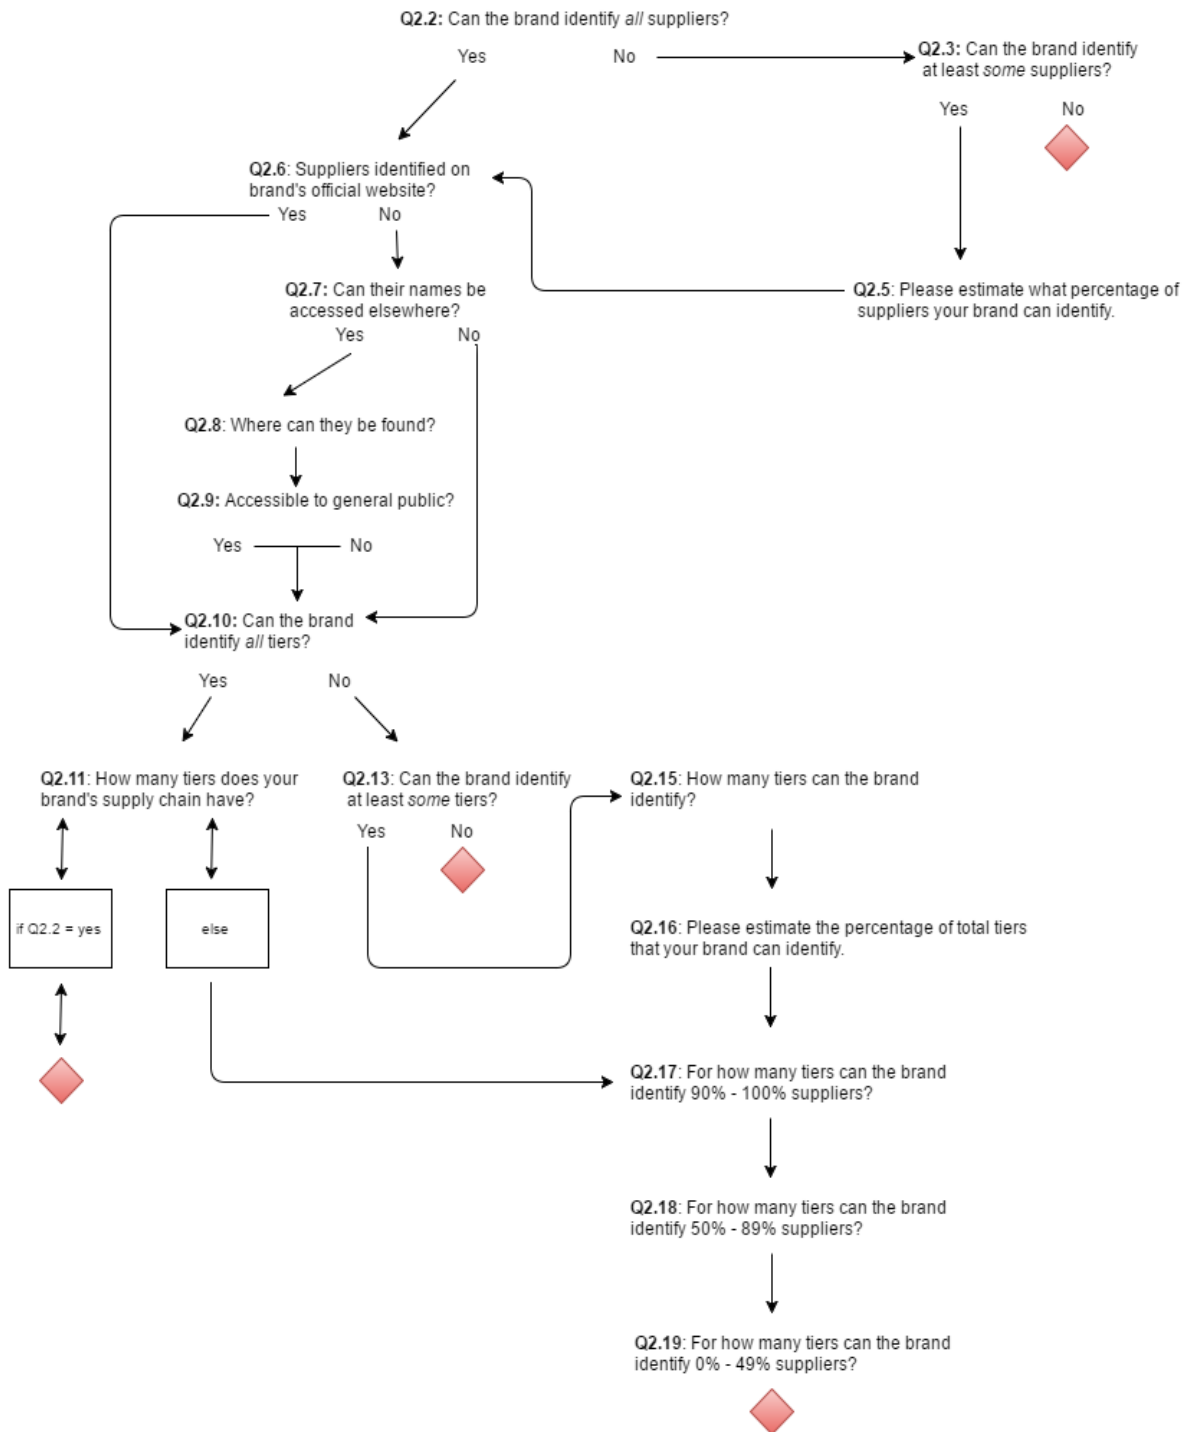 Q2.2: Can the brand identify all suppliers?
Yes
No
Q2.3: Can the brand identify
at least some suppliers?
Yes
No
Q2.6: Suppliers identified on
brand's official website?
Yes
No
Q2.7: Can their names be
accessed elsewhere?
Yes
No
Q2.5: Please estimate what percentage of
suppliers your brand can identify.
Q2.8: Where can they be found?
Q2.9: Accessible to general public?
Yes
No
Q2.10: Can the brand
identify all tiers?
Yes
No
Q2.11: How many tiers does your
brand's supply chain have?
Q2.13: Can the brand identify
at least some tiers?
Yes
No
Q2.15: How many tiers can the brand
identify?
if Q2.2 = yes
else
Q2.16: Please estimate the percentage of total tiers
that your brand can identify.
Q2.17: For how many tiers can the brand
identify 90% - 100% suppliers?
Q2.18: For how many tiers can the brand
identify 50% - 89% suppliers?
Q2.19: For how many tiers can the brand
identify 0% - 49% suppliers?